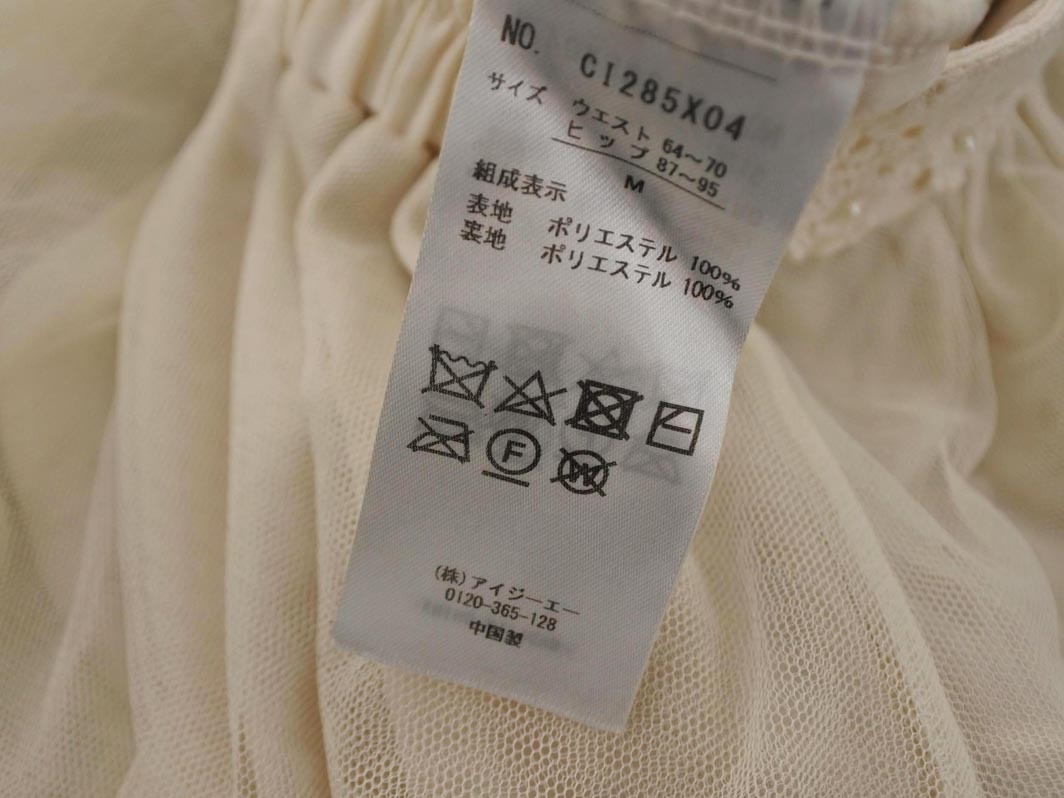 NO. CI285X04
サイズ ウエスト 64～70
ヒップ 87～95
M
組成表示
表地 ポリエステル 100%
裏地 ポリエステル 100%
F
W
(株)アイジーエー
0120-365-128
中国製